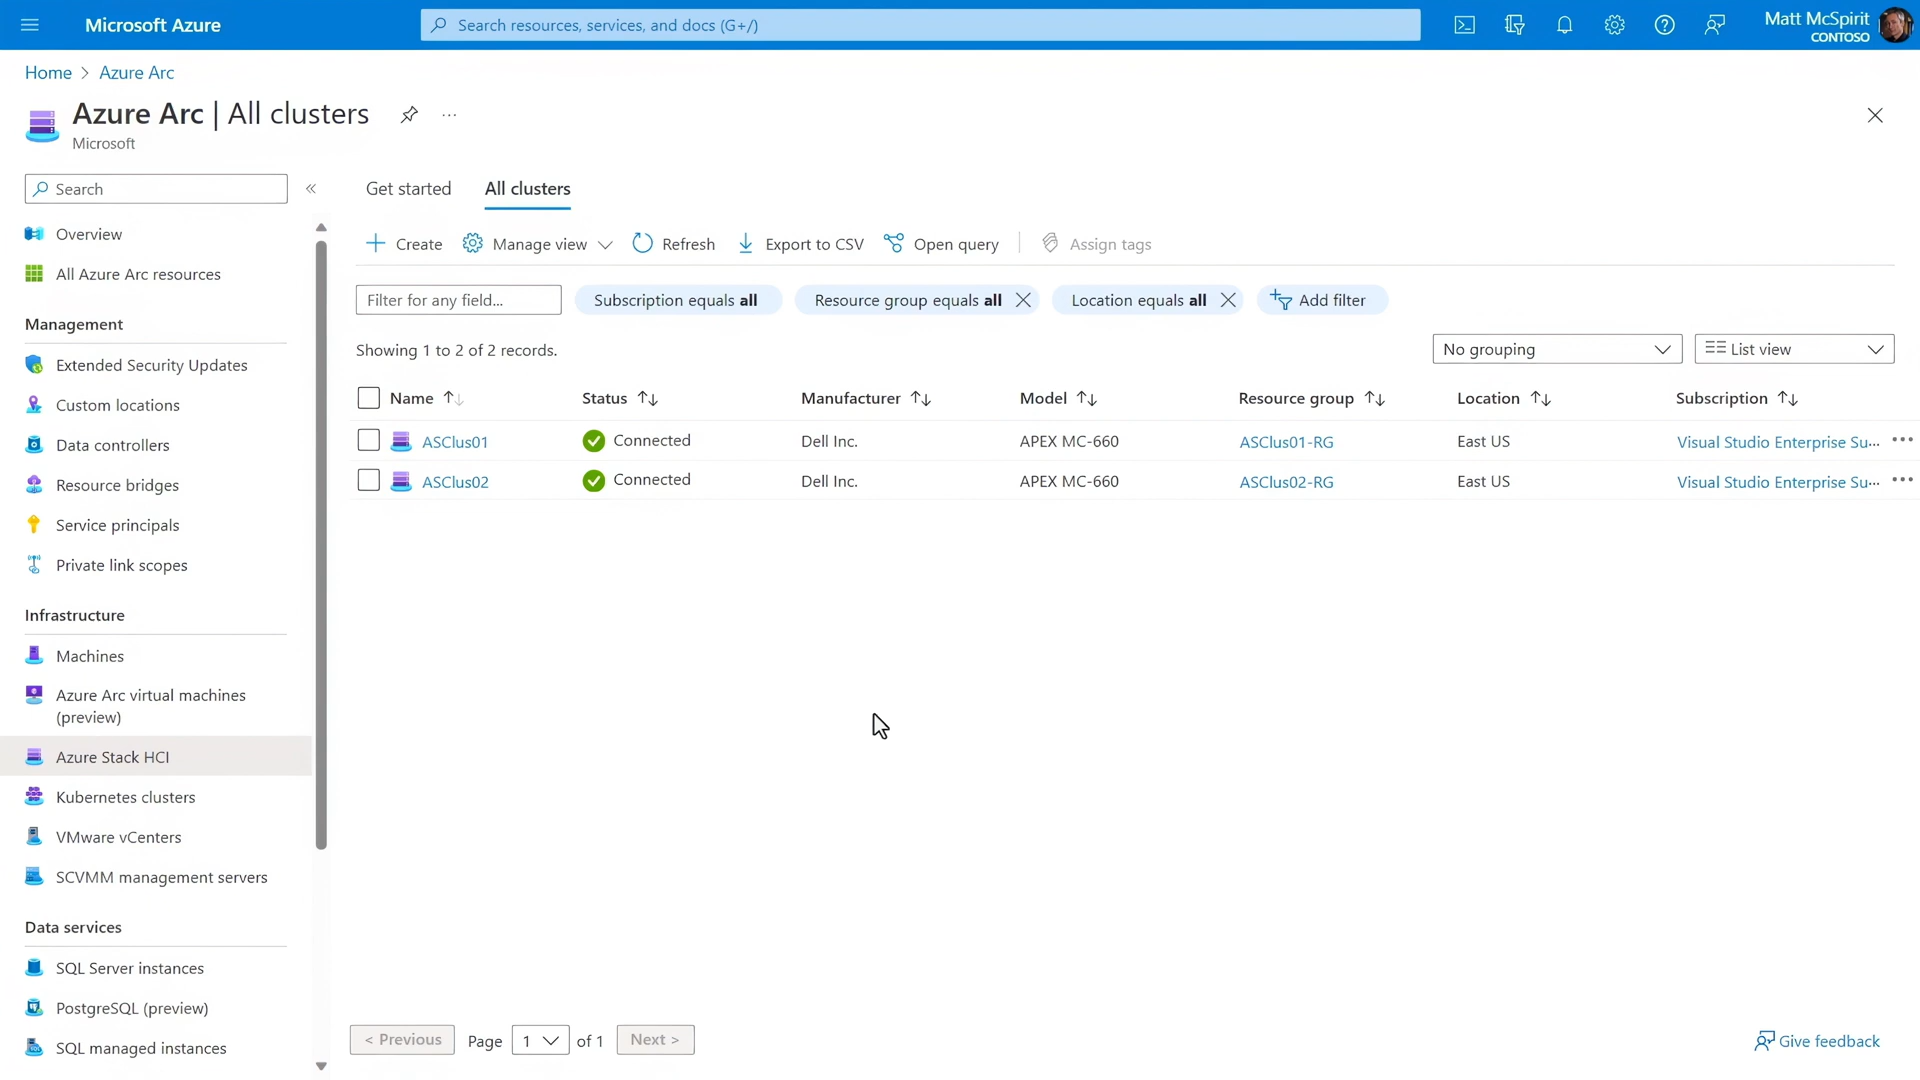 Microsoft Azure
Search resources, services, and docs (G+/)
Matt McSpirit
CONTOSO
Home > Azure Arc
Azure Arc | All clusters
Microsoft
Search
Overview
All Azure Arc resources
Management
Extended Security Updates
Custom locations
Data controllers
Resource bridges
Service principals
Private link scopes
Infrastructure
Machines
Azure Arc virtual machines
(preview)
Azure Stack HCI
Kubernetes clusters
VMware vCenters
SCVMM management servers
Data services
SQL Server instances
PostgreSQL (preview)
SQL managed instances
Get started All clusters
Create Manage view Refresh Export to CSV Open query Assign tags
Filter for any field... Subscription equals all Resource group equals all Location equals all Add filter
Showing 1 to 2 of 2 records. No grouping List view
Name Status Manufacturer Model Resource group Location Subscription
ASClus01 Connected Dell Inc. APEX MC-660 ASClus01-RG East US Visual Studio Enterprise Su...
ASClus02 Connected Dell Inc. APEX MC-660 ASClus02-RG East US Visual Studio Enterprise Su...
< Previous Page 1 of 1 Next >
Give feedback